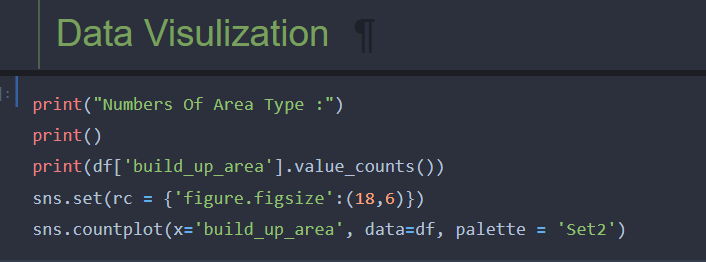 Data Visulization ¶
]:
print("Numbers Of Area Type :")
print()
print(df['build_up_area'].value_counts())
sns.set(rc = {'figure.figsize':(18,6)})
sns.countplot(x='build_up_area', data=df, palette = 'Set2')